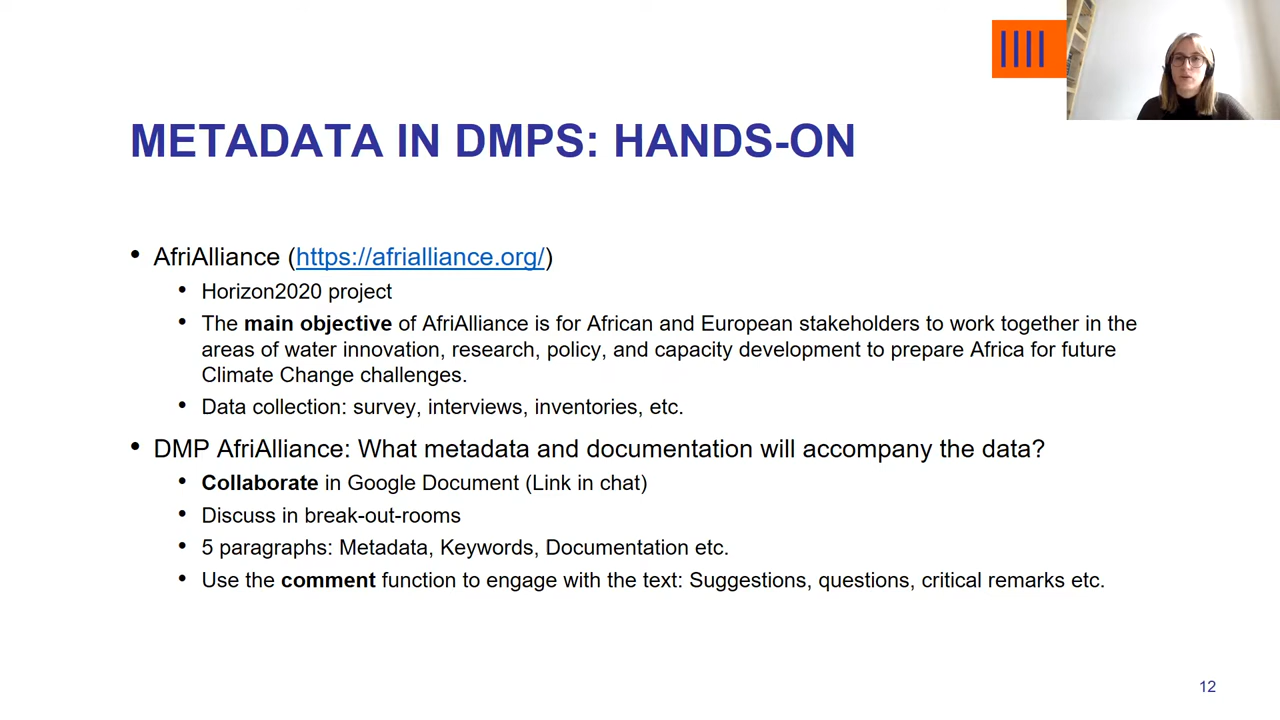 METADATA IN DMPS: HANDS-ON
• AfriAlliance (https://afrialliance.org/)
• Horizon2020 project
• The main objective of AfriAlliance is for African and European stakeholders to work together in the
areas of water innovation, research, policy, and capacity development to prepare Africa for future
Climate Change challenges.
• Data collection: survey, interviews, inventories, etc.
• DMP AfriAlliance: What metadata and documentation will accompany the data?
• Collaborate in Google Document (Link in chat)
• Discuss in break-out-rooms
• 5 paragraphs: Metadata, Keywords, Documentation etc.
• Use the comment function to engage with the text: Suggestions, questions, critical remarks etc.
12